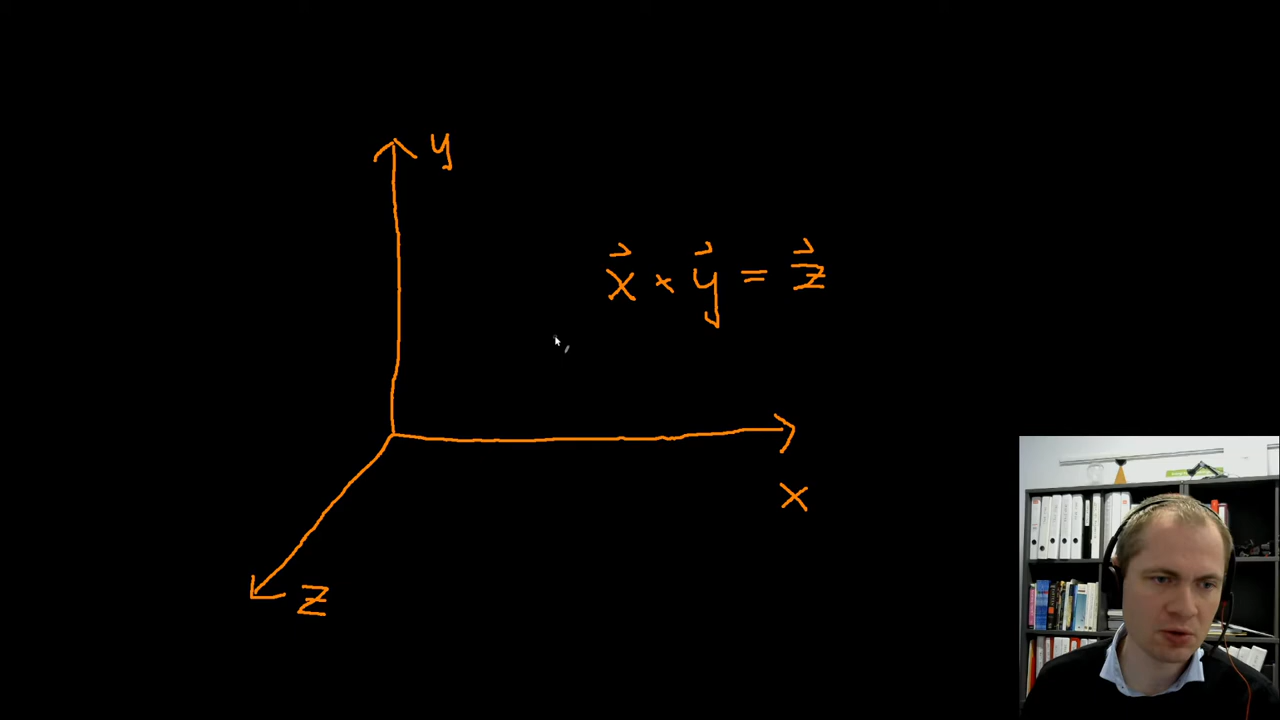 y
x⃗ × y⃗ = z⃗
x
z